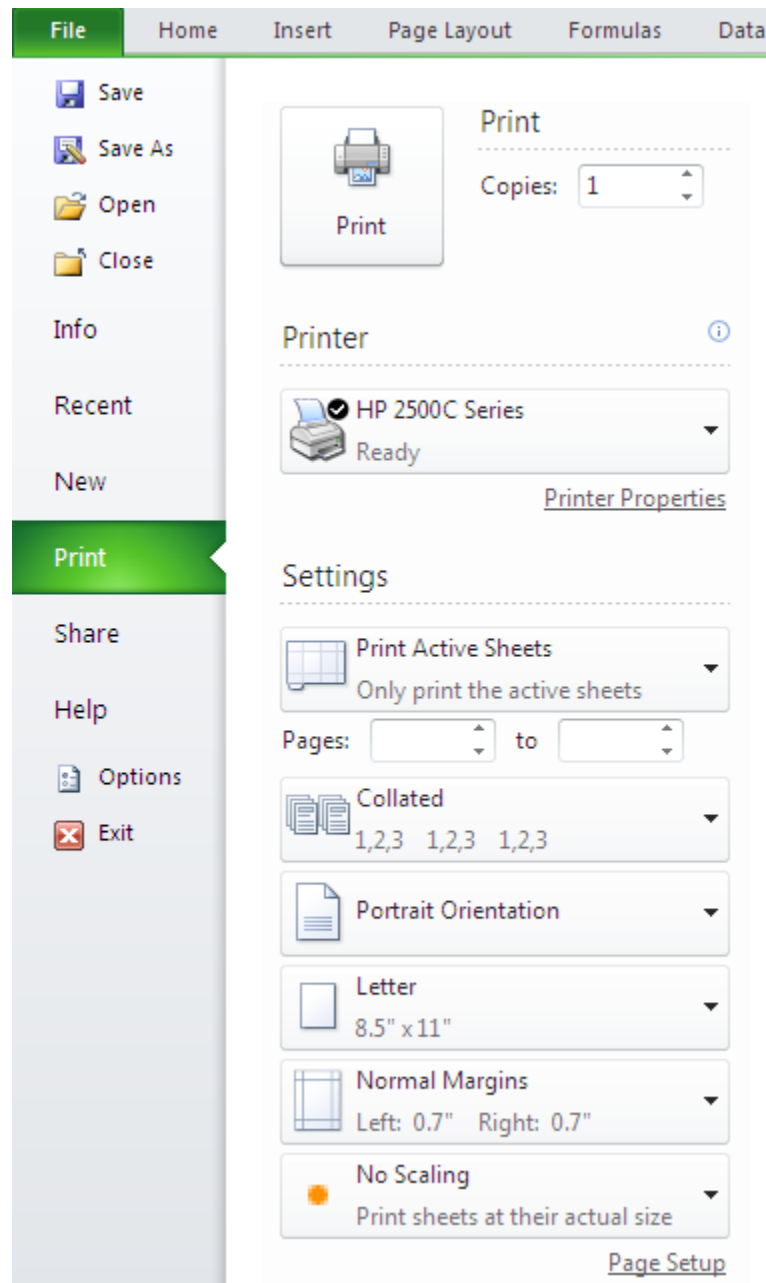 File Home Insert Page Layout Formulas Data
Save
Save As
Open
Close
Info
Recent
New
Print
Share
Help
Options
Exit
Print
Print
Copies: 1
Printer
HP 2500C Series
Ready
Printer Properties
Settings
Print Active Sheets
Only print the active sheets
Pages: to
Collated
1,2,3 1,2,3 1,2,3
Portrait Orientation
Letter
8.5" x 11"
Normal Margins
Left: 0.7" Right: 0.7"
No Scaling
Print sheets at their actual size
Page Setup